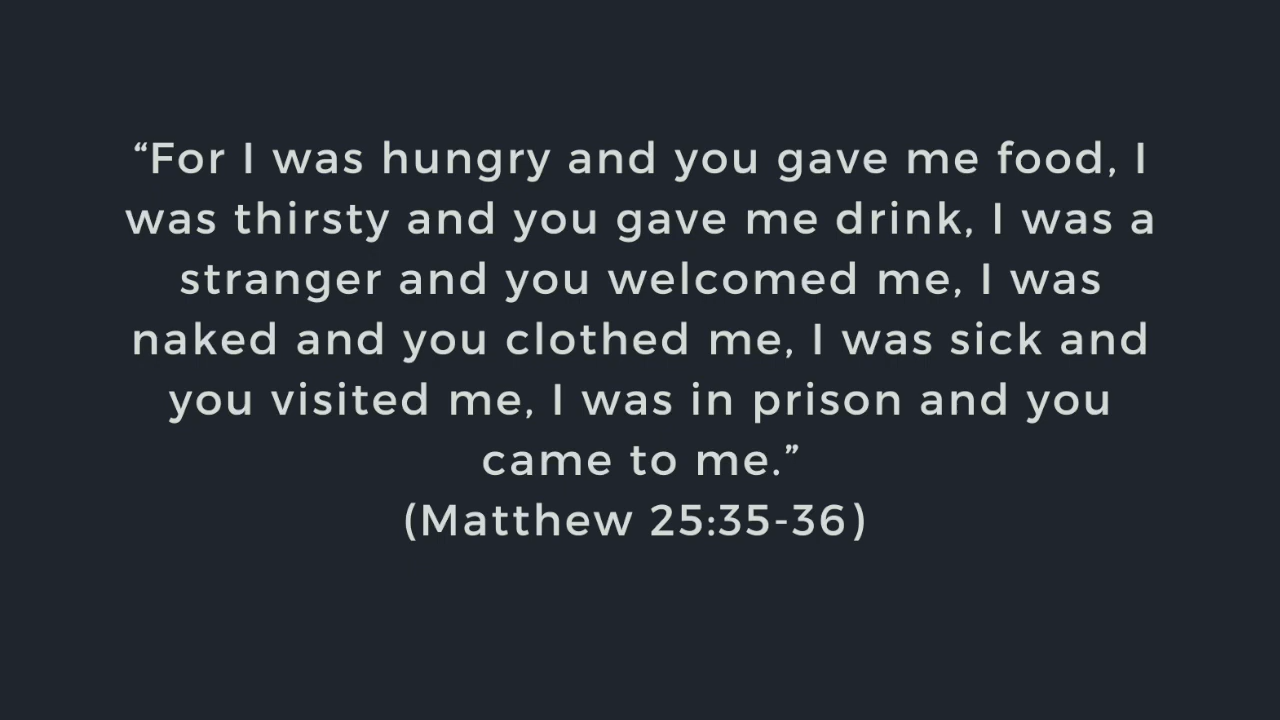 “For I was hungry and you gave me food, I
was thirsty and you gave me drink, I was a
stranger and you welcomed me, I was
naked and you clothed me, I was sick and
you visited me, I was in prison and you
came to me.”
(Matthew 25:35-36)